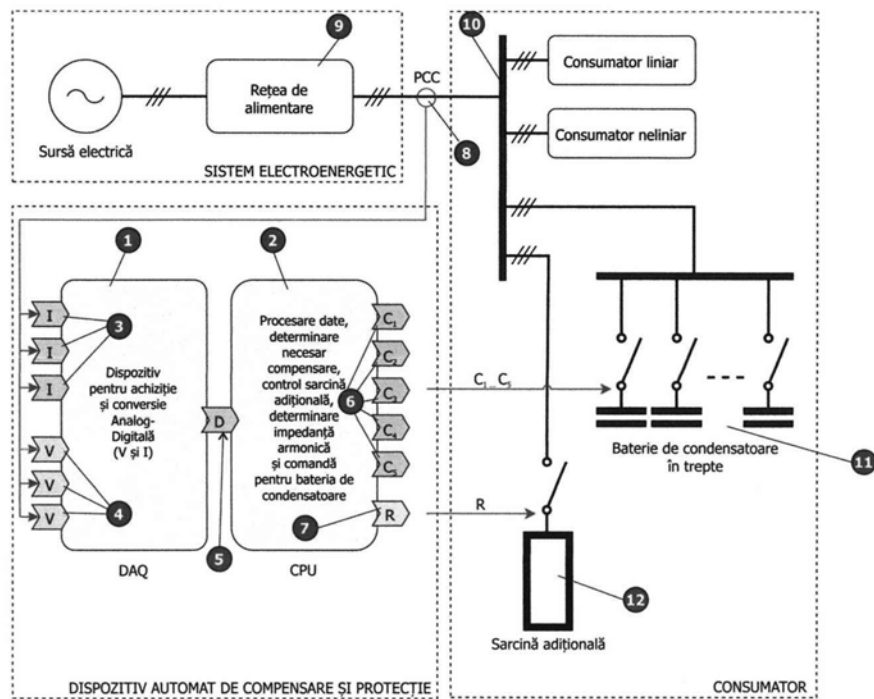 9
10
Rețea de
alimentare
PCC
Consumator liniar
Sursă electrică
8
Consumator neliniar
SISTEM ELECTROENERGETIC
1
2
I
I
I
3
Dispozitiv
pentru achiziție
și conversie
Analog-
Digitală
(V și I)
V
V
V
4
D
5
Procesare date,
determinare
necesar
compensare,
control sarcină
adițională,
determinare
impedanță
armonică
și comandă
pentru bateria de
condensatoare
C1
C2
C3
C4
C5
6
7
R
DAQ
CPU
C1_C5
R
Baterie de condensatoare
în trepte
11
12
Sarcină adițională
DISPOZITIV AUTOMAT DE COMPENSARE ȘI PROTECȚIE
CONSUMATOR